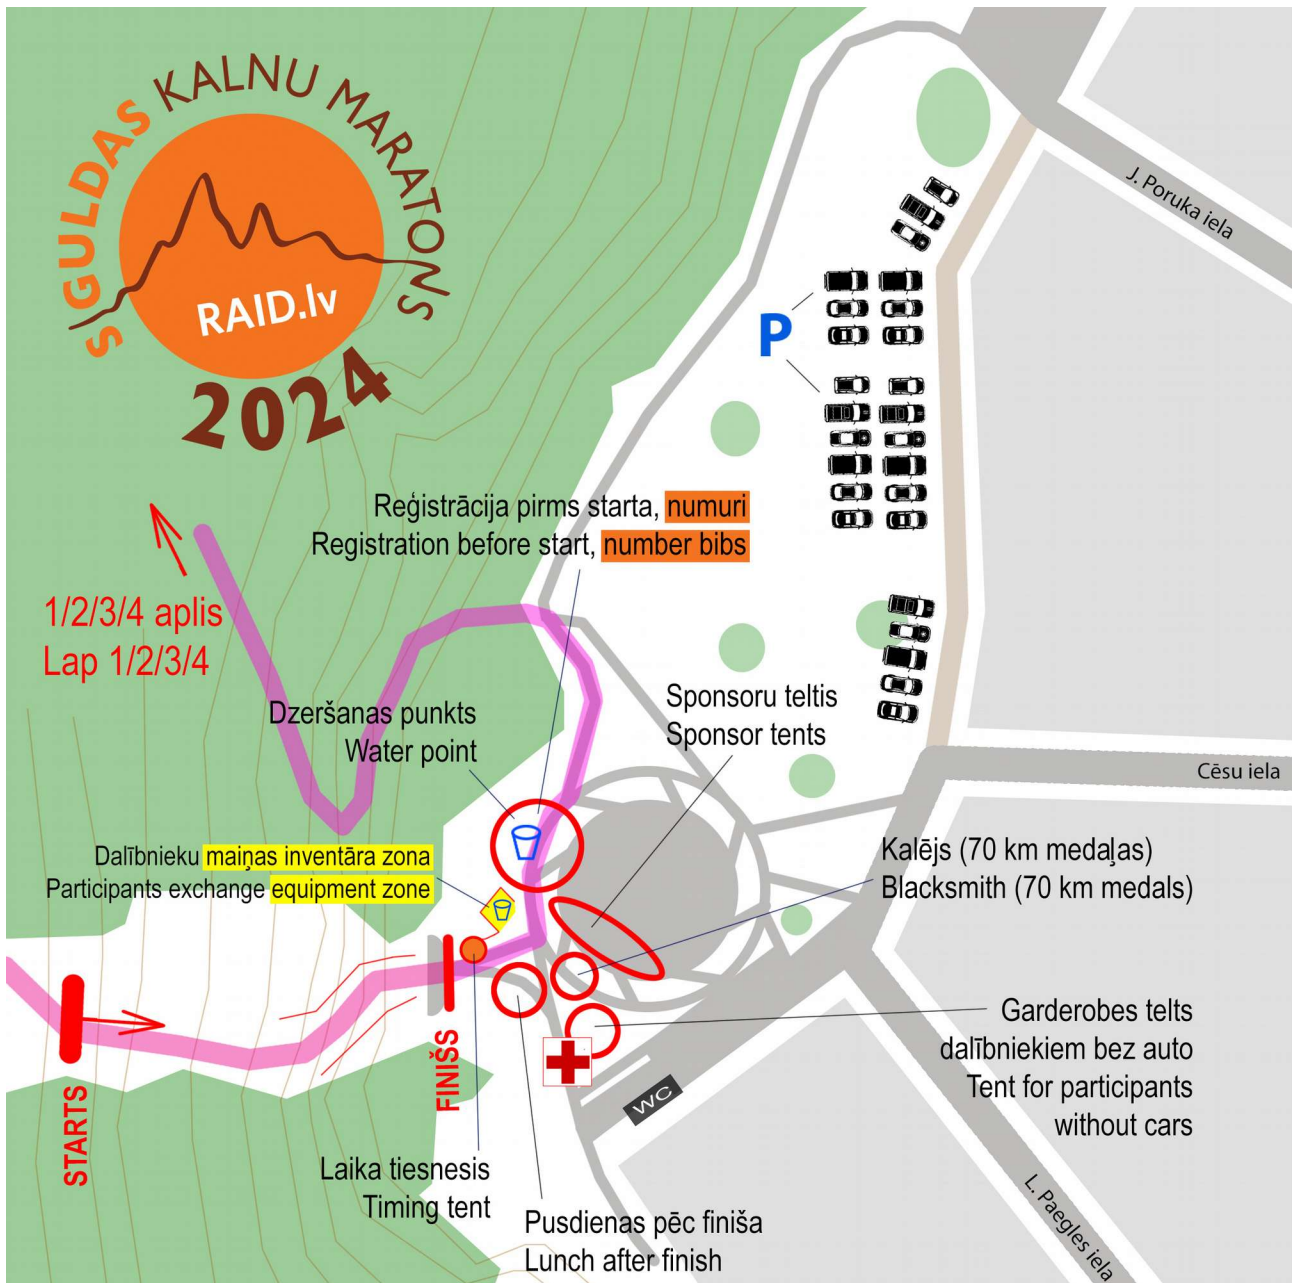 SIGULDAS KALNU MARATONS
RAID.lv
2024
J. Poruka iela
P
Reģistrācija pirms starta, numuri
Registration before start, number bibs
1/2/3/4 aplis
Lap 1/2/3/4
Sponsoru teltis
Sponsor tents
Dzeršanas punkts
Water point
Cēsu iela
Dalībnieku maiņas inventāra zona
Participants exchange equipment zone
Kalējs (70 km medaļas)
Blacksmith (70 km medals)
Garderobes telts
dalībniekiem bez auto
Tent for participants
without cars
STARTS
FINIŠS
WC
Laika tiesnesis
Timing tent
Pusdienas pēc finiša
Lunch after finish
L. Paegles iela